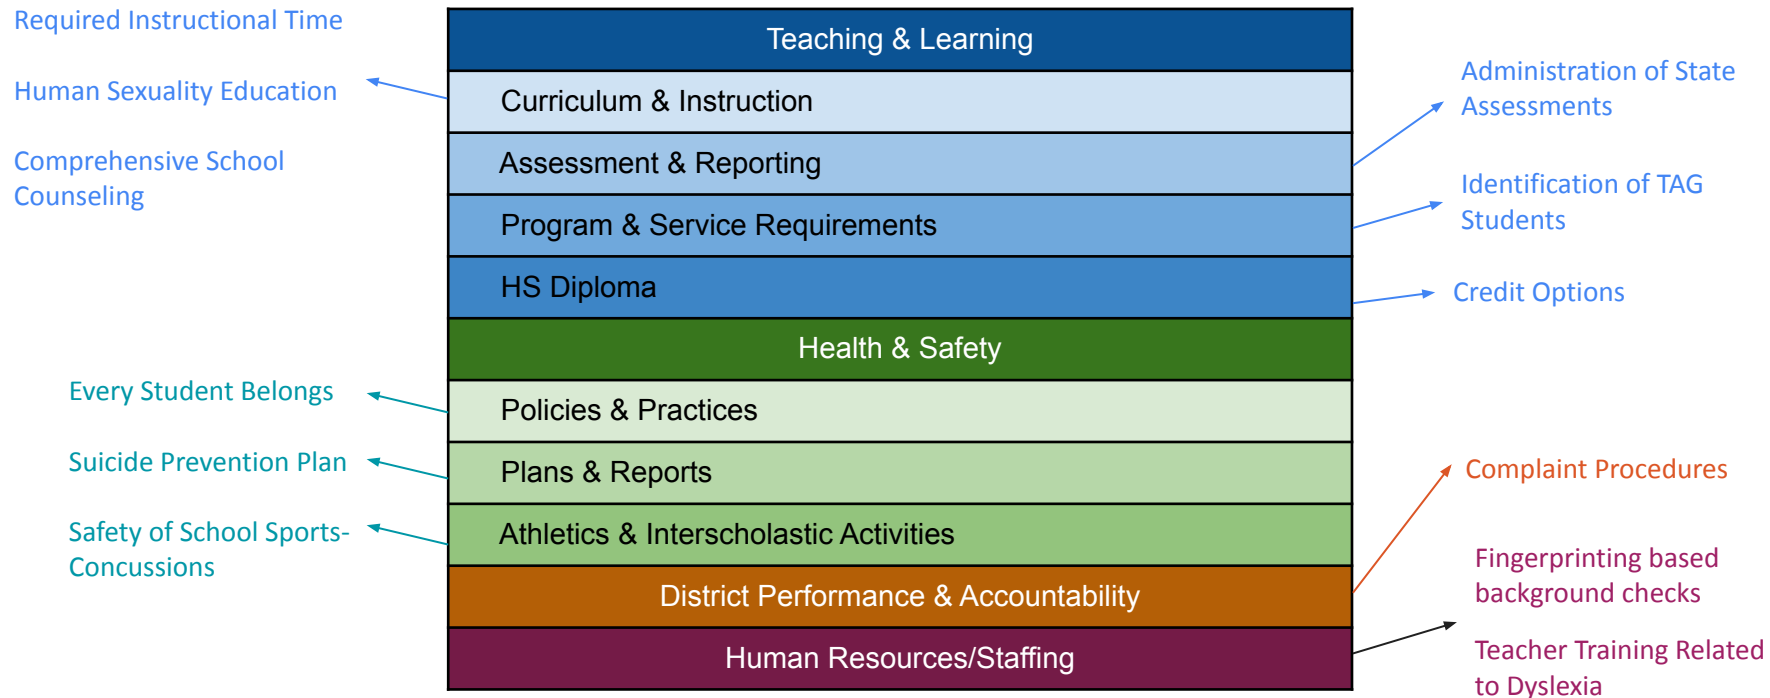 Required Instructional Time
Human Sexuality Education
Comprehensive School
Counseling
Every Student Belongs
Suicide Prevention Plan
Safety of School Sports-
Concussions
Teaching & Learning
Curriculum & Instruction
Assessment & Reporting
Program & Service Requirements
HS Diploma
Health & Safety
Policies & Practices
Plans & Reports
Athletics & Interscholastic Activities
District Performance & Accountability
Human Resources/Staffing
Administration of State
Assessments
Identification of TAG
Students
Credit Options
Complaint Procedures
Fingerprinting based
background checks
Teacher Training Related
to Dyslexia